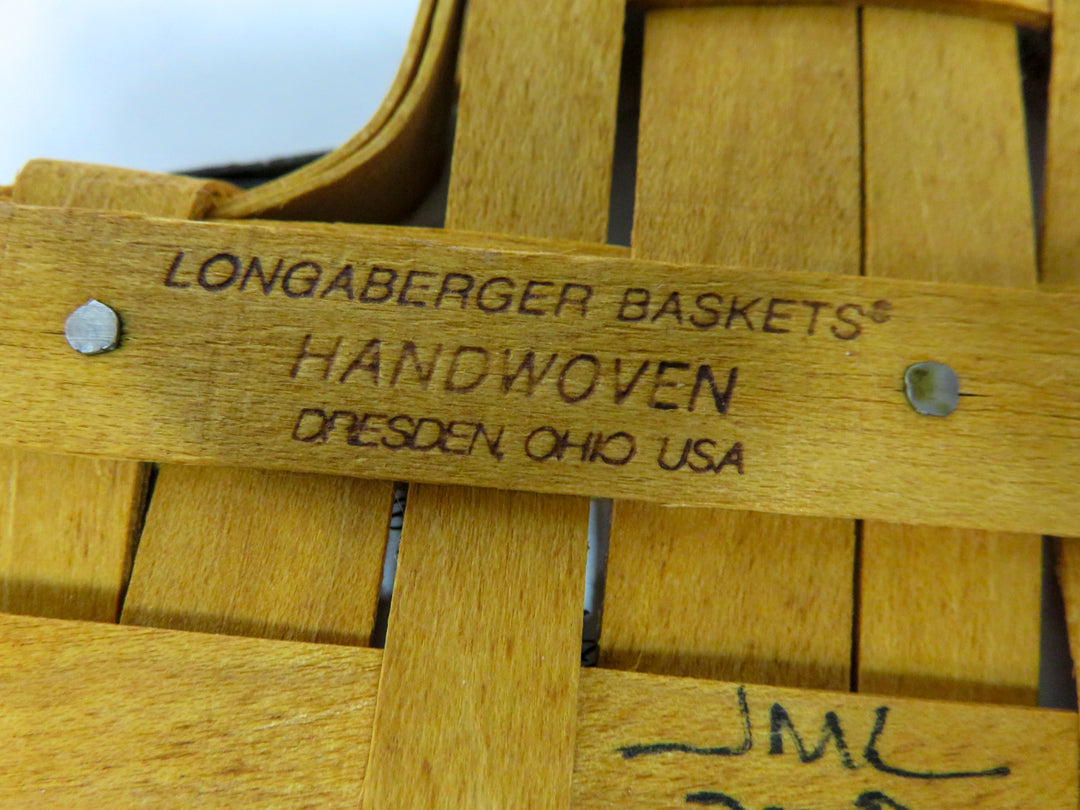 LONGABERGER BASKETS®
HANDWOVEN
DRESDEN, OHIO USA
JML